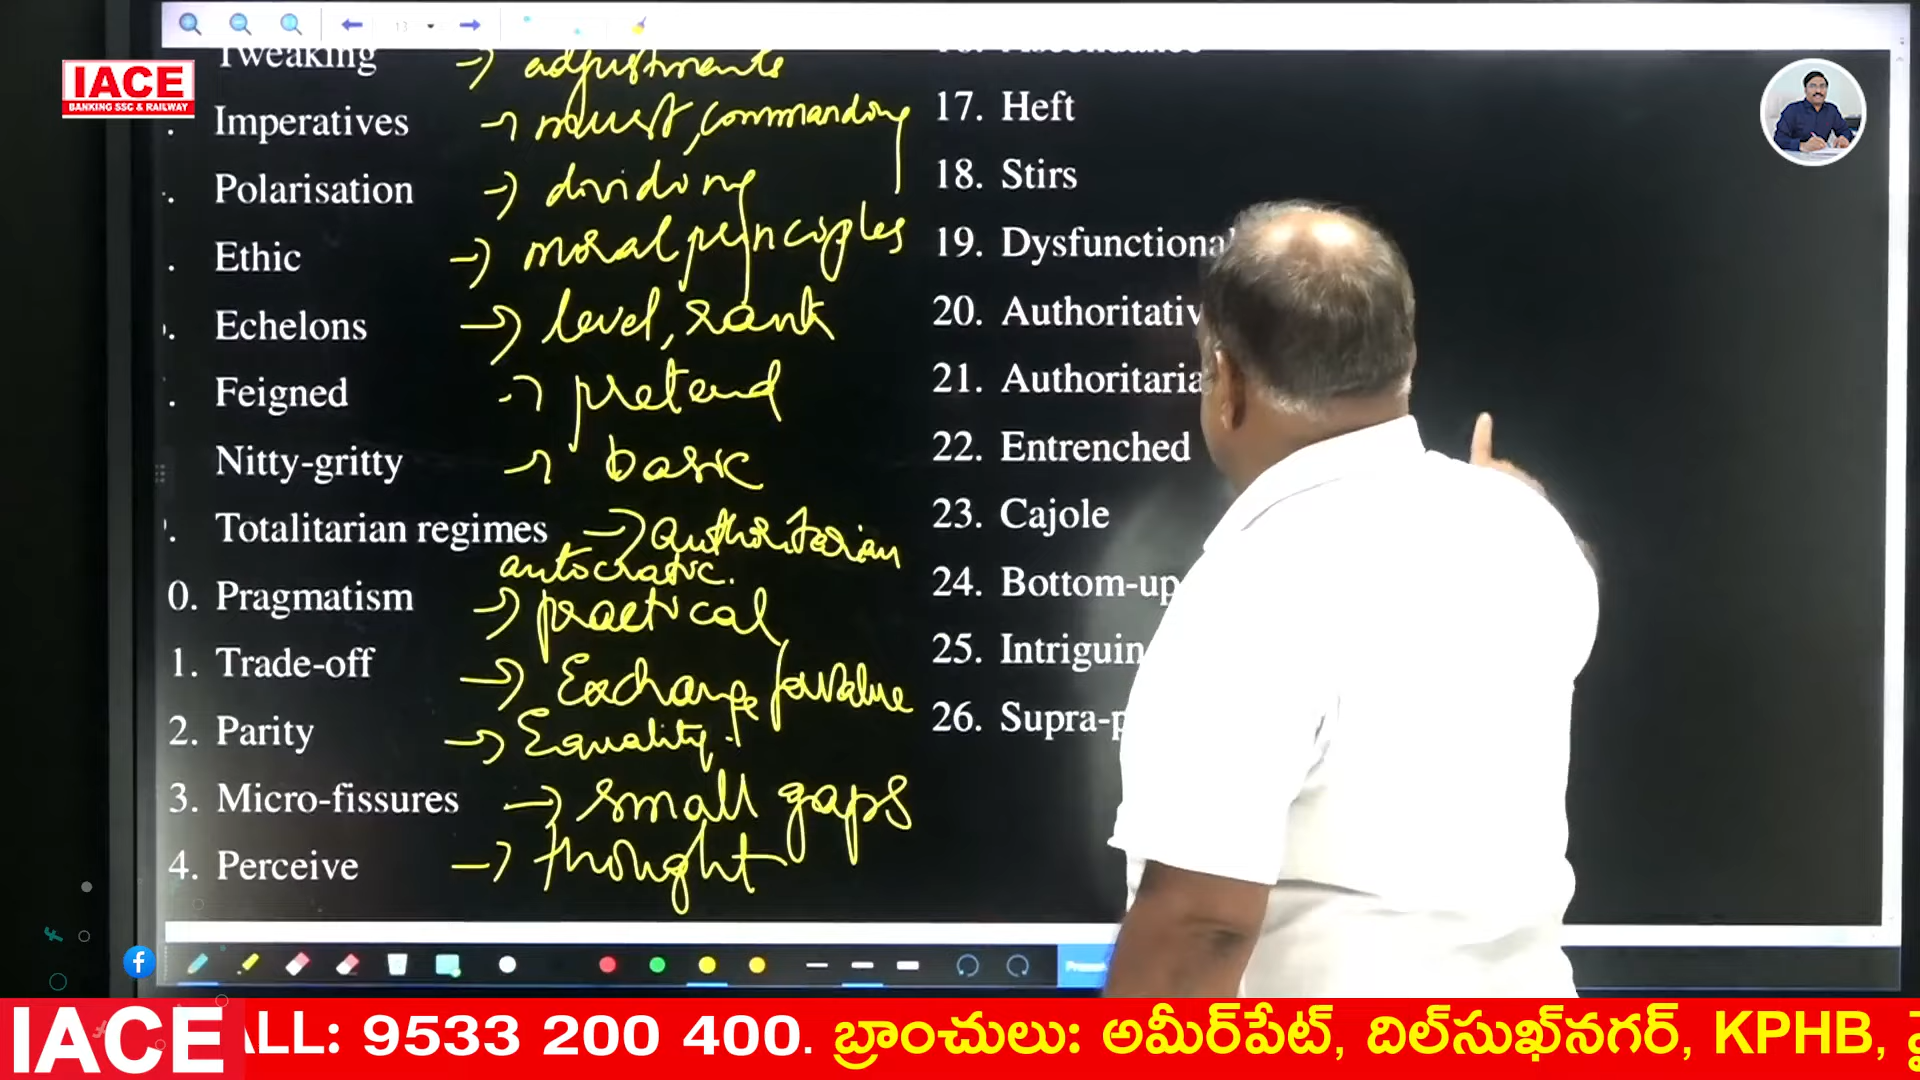 13
Tweaking → adjustments
IACE
BANKING SSC & RAILWAY
. Imperatives → must, commanding
. Polarisation → dividing
. Ethic → moral principles
. Echelons → level, rank
. Feigned → pretend
Nitty-gritty → basic
. Totalitarian regimes → authoritarian
autocratic.
0. Pragmatism → practical
1. Trade-off → Exchange for value
2. Parity → Equality.
3. Micro-fissures → small gaps
4. Perceive → thought
17. Heft
18. Stirs
19. Dysfunctional
20. Authoritativ
21. Authoritaria
22. Entrenched
23. Cajole
24. Bottom-up
25. Intriguin
26. Supra-p
IACE ALL: 9533 200 400. బ్రాంచులు: అమీర్‌పేట్, దిల్‌సుఖ్‌నగర్, KPHB,